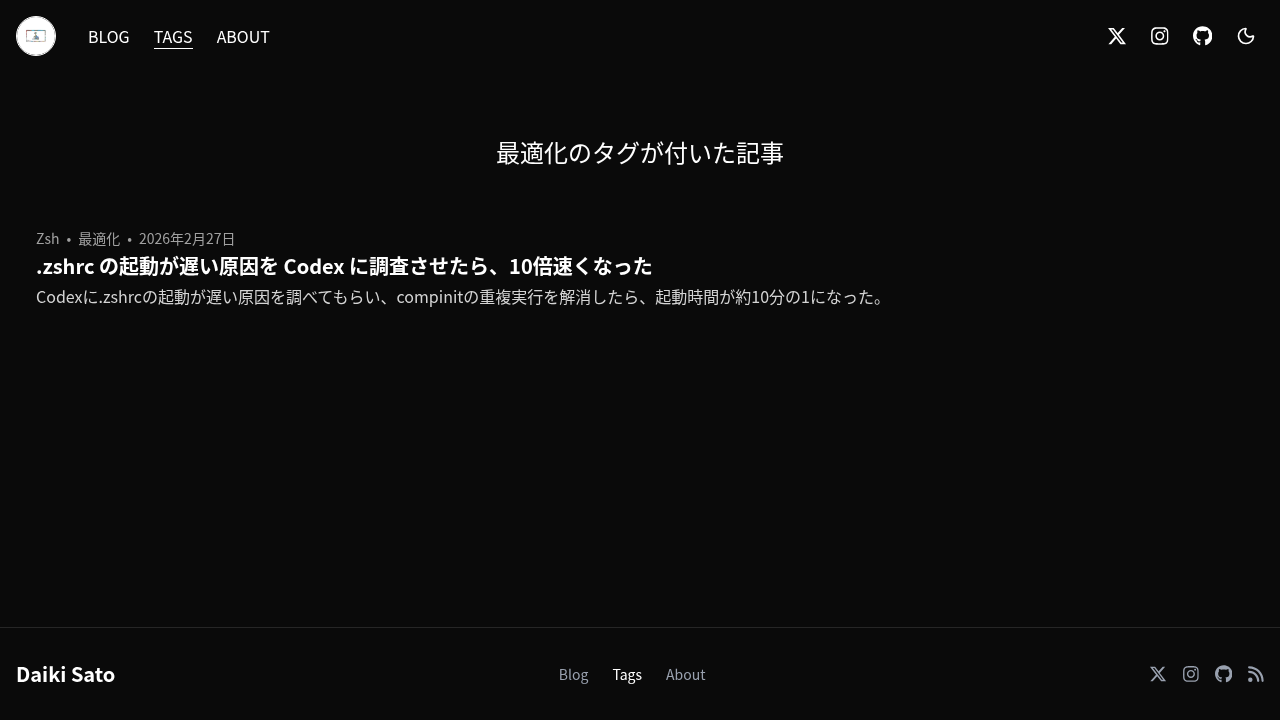 BLOG TAGS ABOUT
最適化のタグが付いた記事
Zsh • 最適化 • 2026年2月27日
.zshrc の起動が遅い原因を Codex に調査させたら、10倍速くなった
Codexに.zshrcの起動が遅い原因を調べてもらい、compinitの重複実行を解消したら、起動時間が約10分の1になった。
Daiki Sato
Blog Tags About